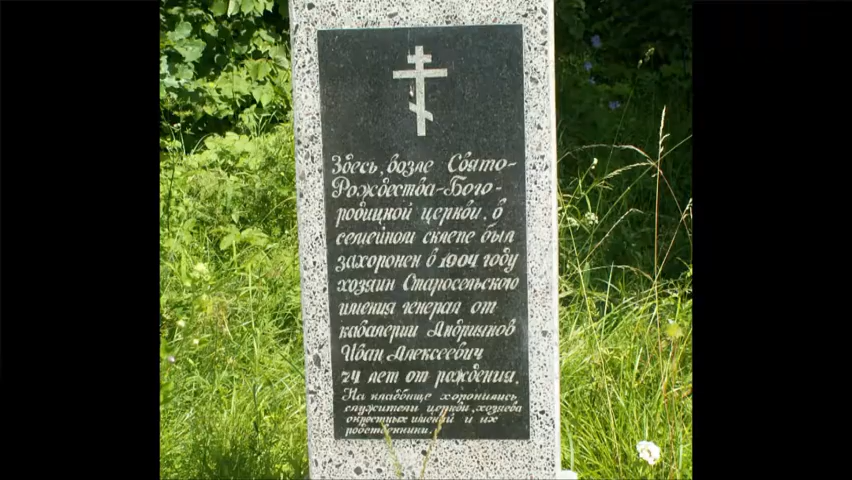 Здесь, возле Свято-
Рождества-Бого-
родицкой церкви, в
семейном склепе был
захоронен в 1904 году
хозяин Старосельского
имения генерал от
кавалерии Андриянов
Иван Алексеевич
74 лет от рождения.
На кладбище хоронились
служители церкви, хозяева
окрестных имений и их
родственники.